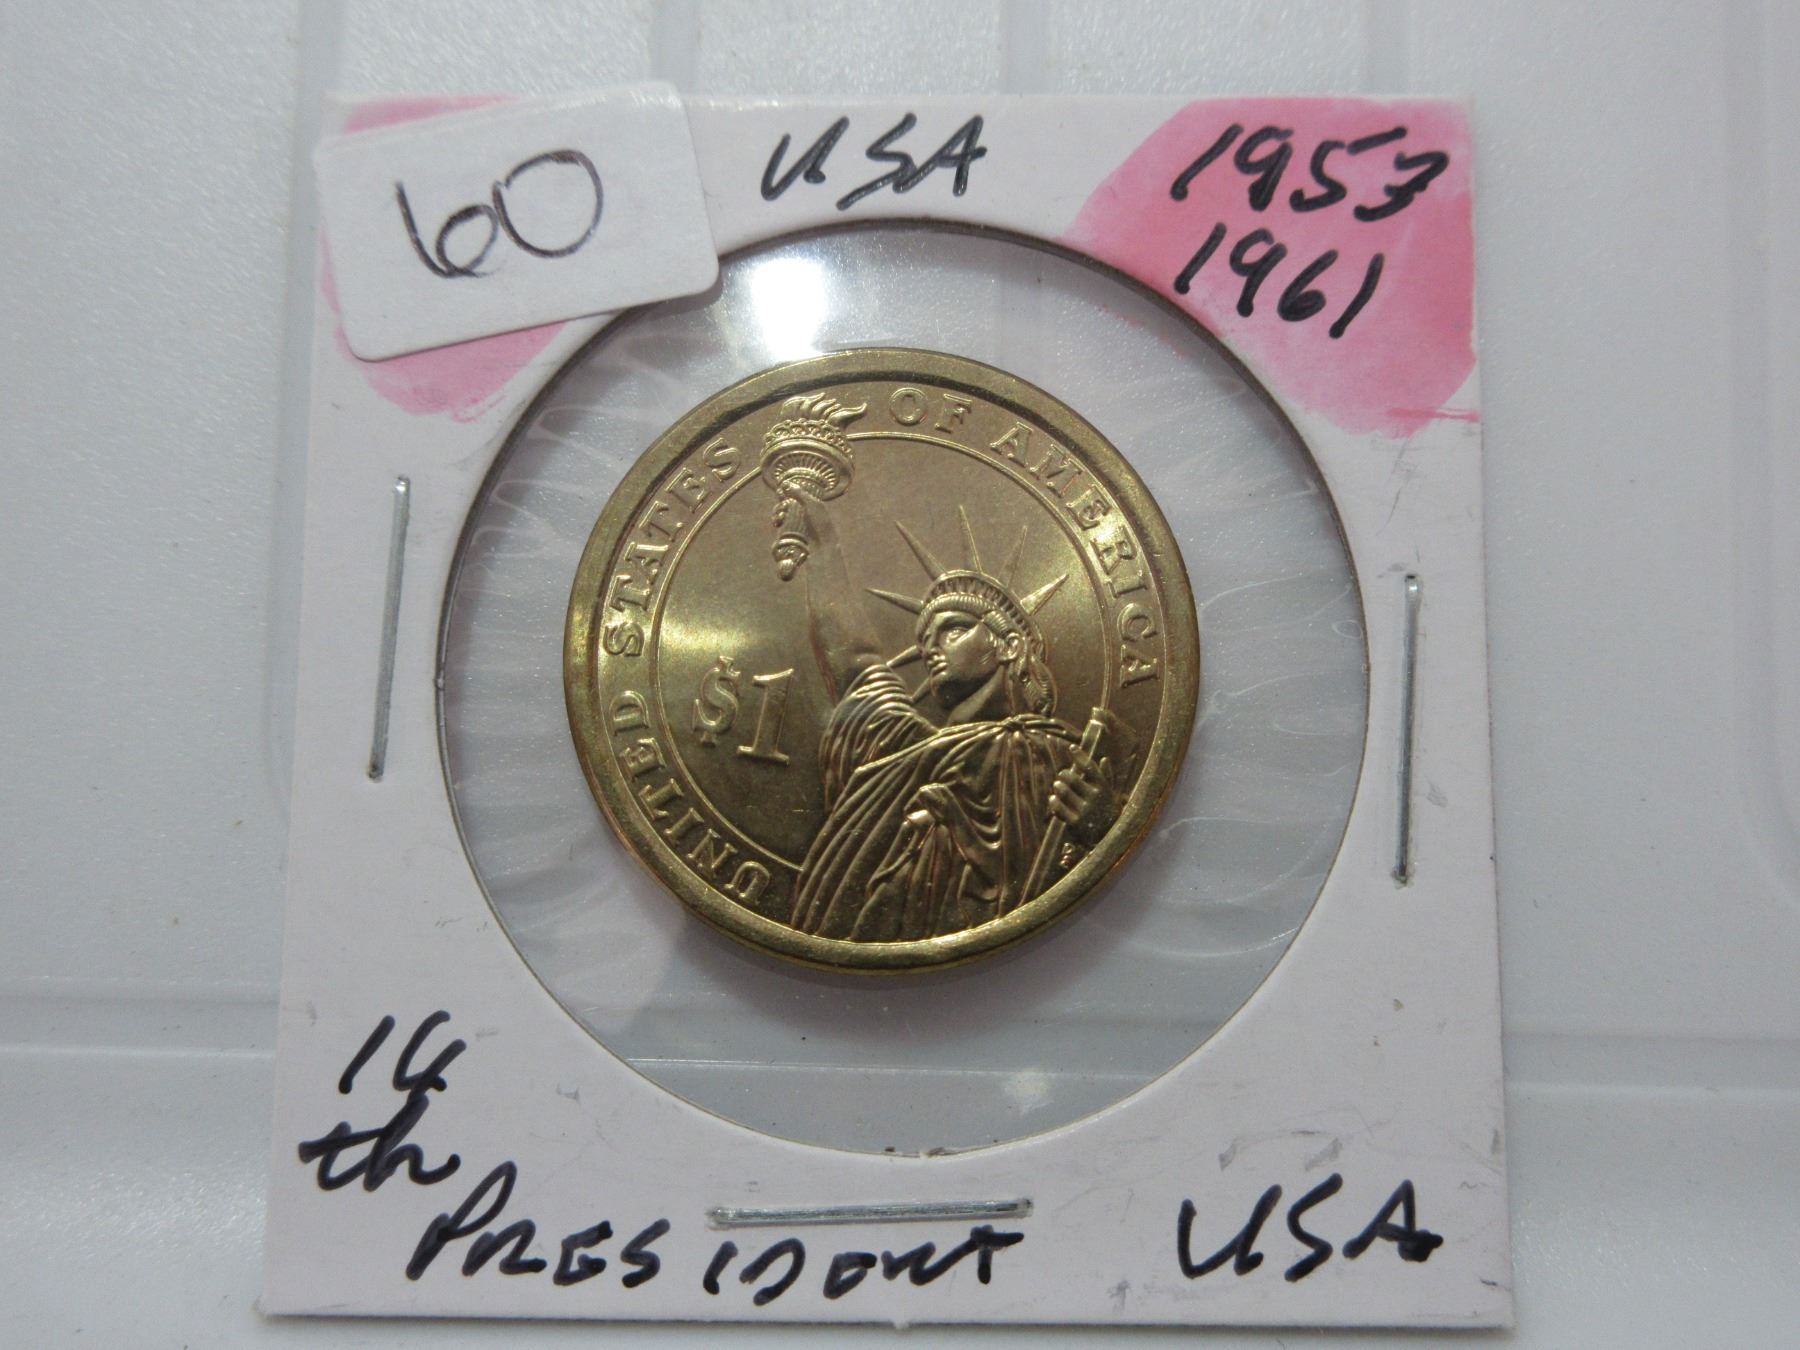 60
USA
1953
1961
UNITED STATES OF AMERICA
$1
14
th
PRESIDENT
USA